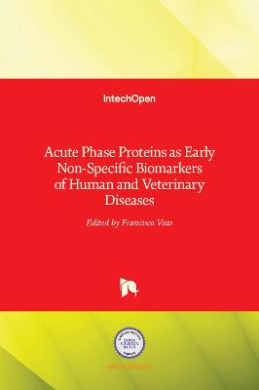 IntechOpen
Acute Phase Proteins as Early
Non-Specific Biomarkers
of Human and Veterinary
Diseases
Edited by Francisco Veas